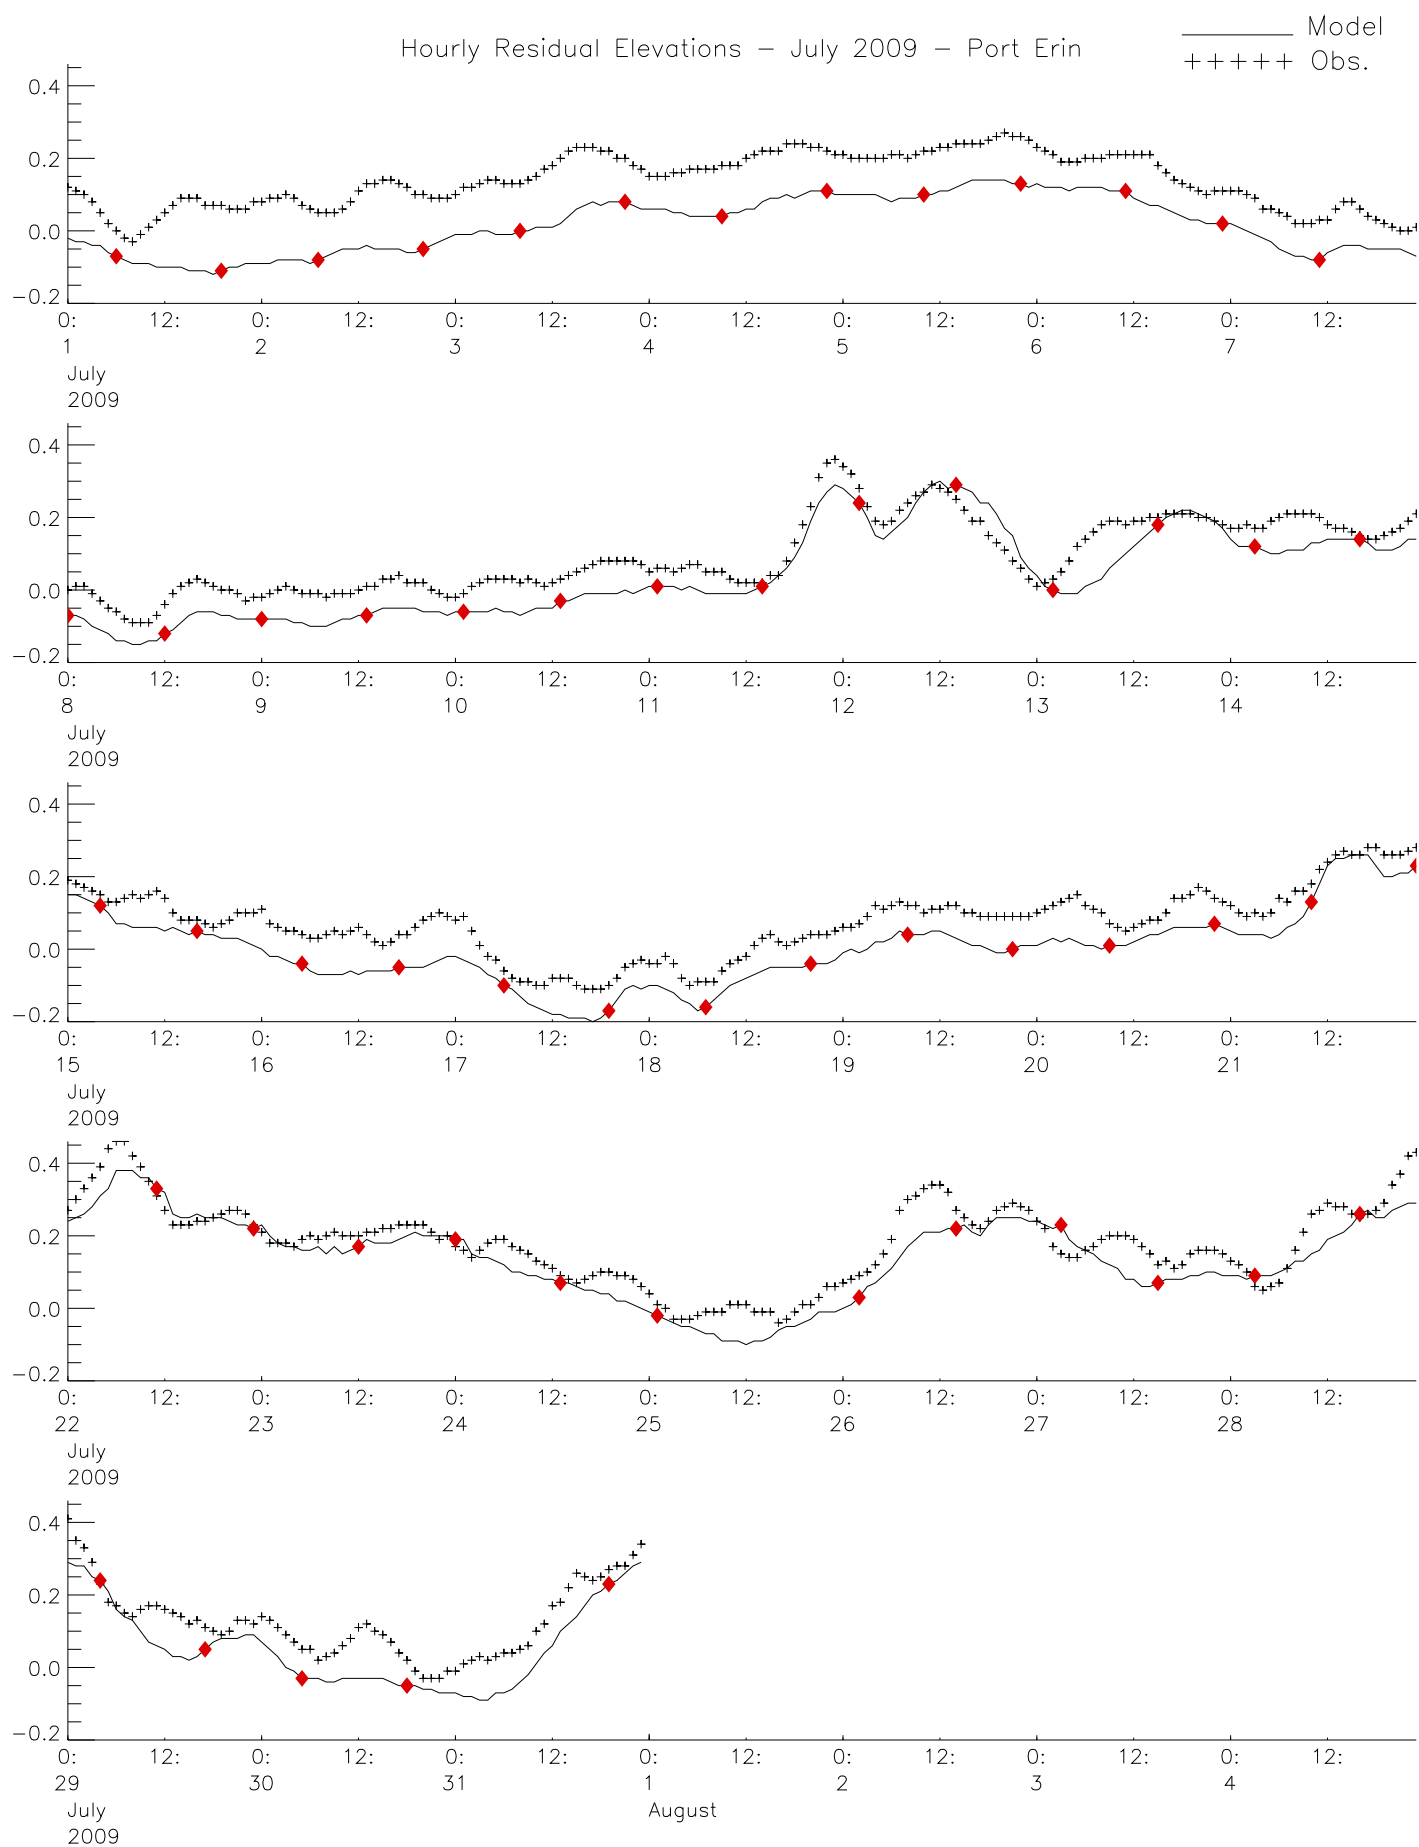 Hourly Residual Elevations − July 2009 − Port Erin
Model
+++++ Obs.
0.4
0.2
0.0
−0.2
0: 12: 0: 12: 0: 12: 0: 12: 0: 12: 0: 12: 0: 12:
1 2 3 4 5 6 7
July
2009
0.4
0.2
0.0
−0.2
0: 12: 0: 12: 0: 12: 0: 12: 0: 12: 0: 12: 0: 12:
8 9 10 11 12 13 14
July
2009
0.4
0.2
0.0
−0.2
0: 12: 0: 12: 0: 12: 0: 12: 0: 12: 0: 12: 0: 12:
15 16 17 18 19 20 21
July
2009
0.4
0.2
0.0
−0.2
0: 12: 0: 12: 0: 12: 0: 12: 0: 12: 0: 12: 0: 12:
22 23 24 25 26 27 28
July
2009
0.4
0.2
0.0
−0.2
0: 12: 0: 12: 0: 12: 0: 12: 0: 12: 0: 12: 0: 12:
29 30 31 1 2 3 4
July August
2009